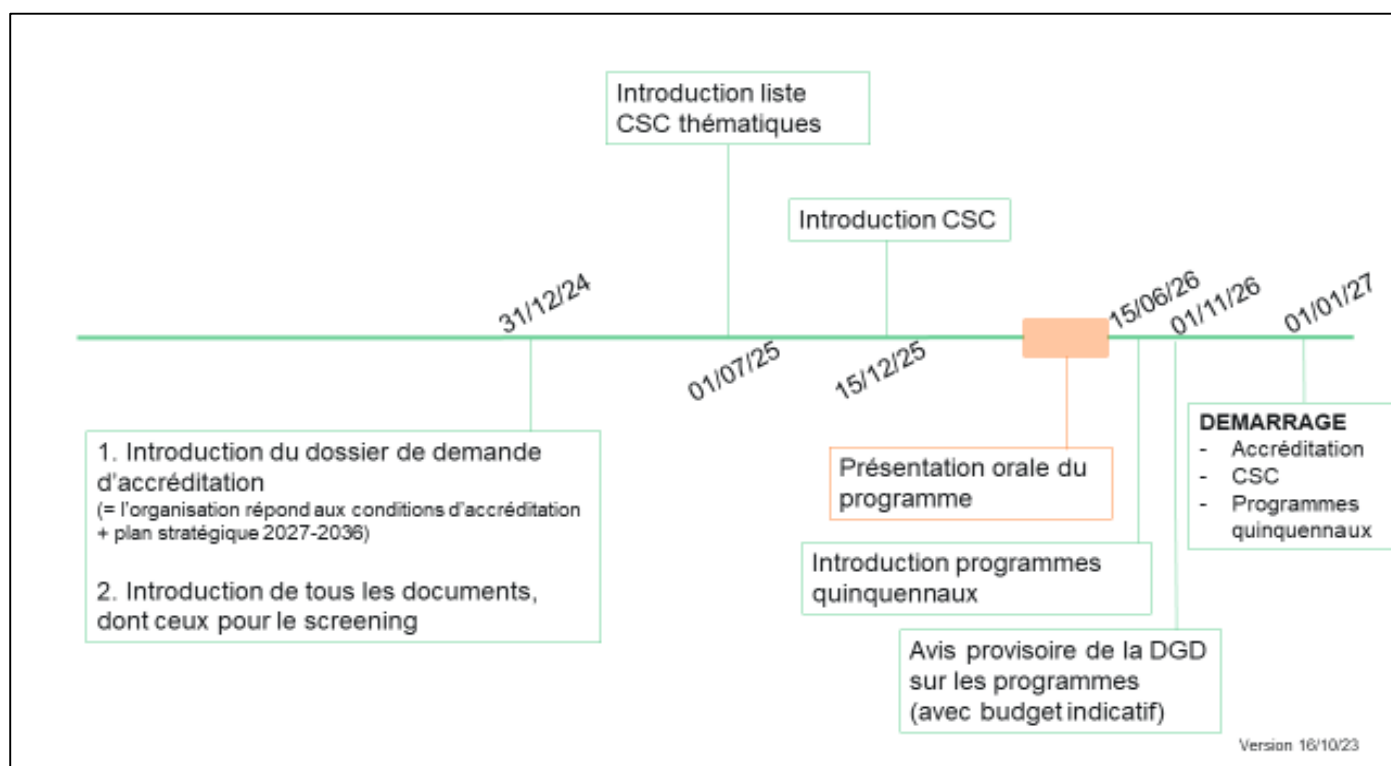 Introduction liste
CSC thématiques
Introduction CSC
31/12/24
01/07/25
15/12/25
15/06/26
01/11/26
01/01/27
1. Introduction du dossier de demande
d'accréditation
(= l'organisation répond aux conditions d'accréditation
+ plan stratégique 2027-2036)
2. Introduction de tous les documents,
dont ceux pour le screening
Présentation orale du
programme
Introduction programmes
quinquennaux
Avis provisoire de la DGD
sur les programmes
(avec budget indicatif)
DEMARRAGE
- Accréditation
- CSC
- Programmes
quinquennaux
Version 16/10/23